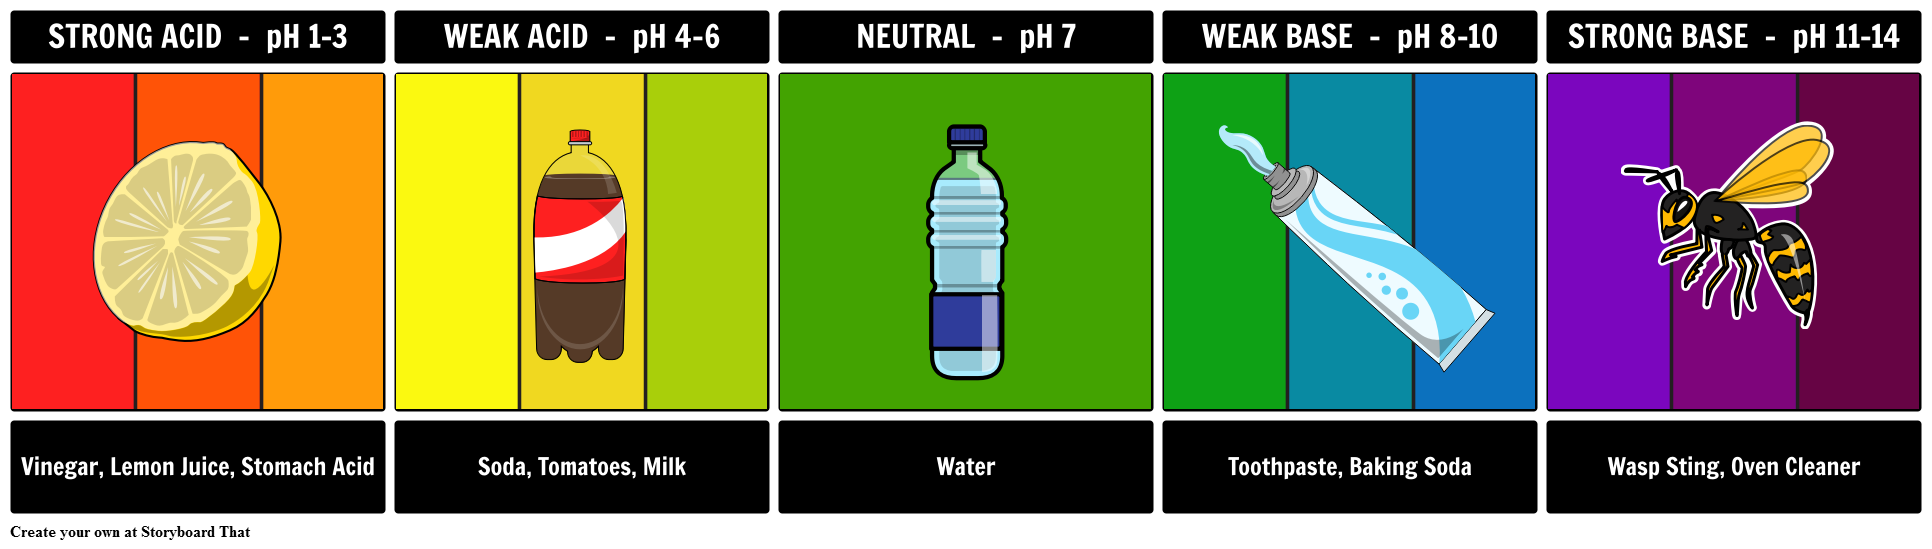 STRONG ACID - pH 1-3
WEAK ACID - pH 4-6
NEUTRAL - pH 7
WEAK BASE - pH 8-10
STRONG BASE - pH 11-14
Vinegar, Lemon Juice, Stomach Acid
Soda, Tomatoes, Milk
Water
Toothpaste, Baking Soda
Wasp Sting, Oven Cleaner
Create your own at Storyboard That